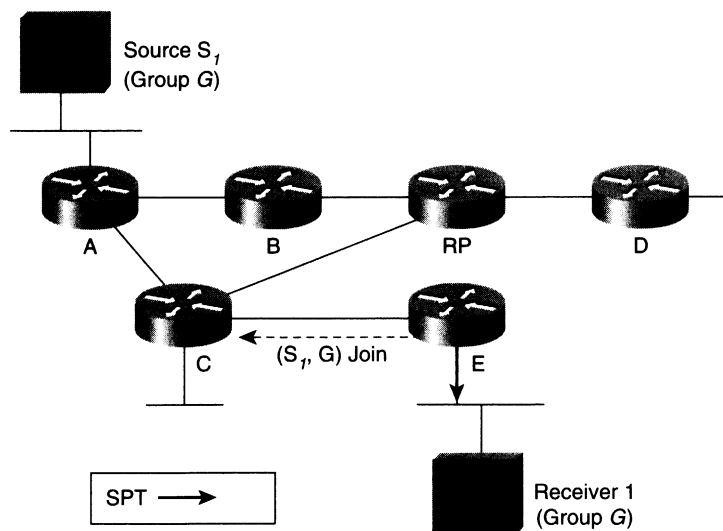 Source S1
(Group G)
A
B
RP
D
C
(S1, G) Join
E
SPT
Receiver 1
(Group G)